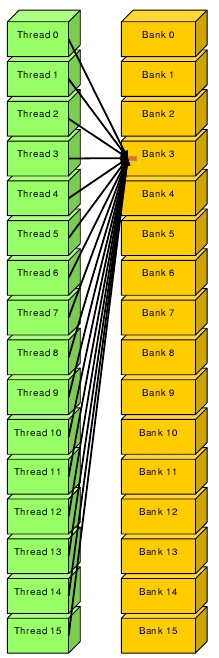 Thread 0
Bank 0
Thread 1
Bank 1
Thread 2
Bank 2
Thread 3
Bank 3
Thread 4
Bank 4
Thread 5
Bank 5
Thread 6
Bank 6
Thread 7
Bank 7
Thread 8
Bank 8
Thread 9
Bank 9
Thread 10
Bank 10
Thread 11
Bank 11
Thread 12
Bank 12
Thread 13
Bank 13
Thread 14
Bank 14
Thread 15
Bank 15